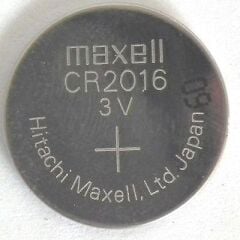 maxell
CR2016
3V
+
Hitachi Maxell, Ltd. Japan